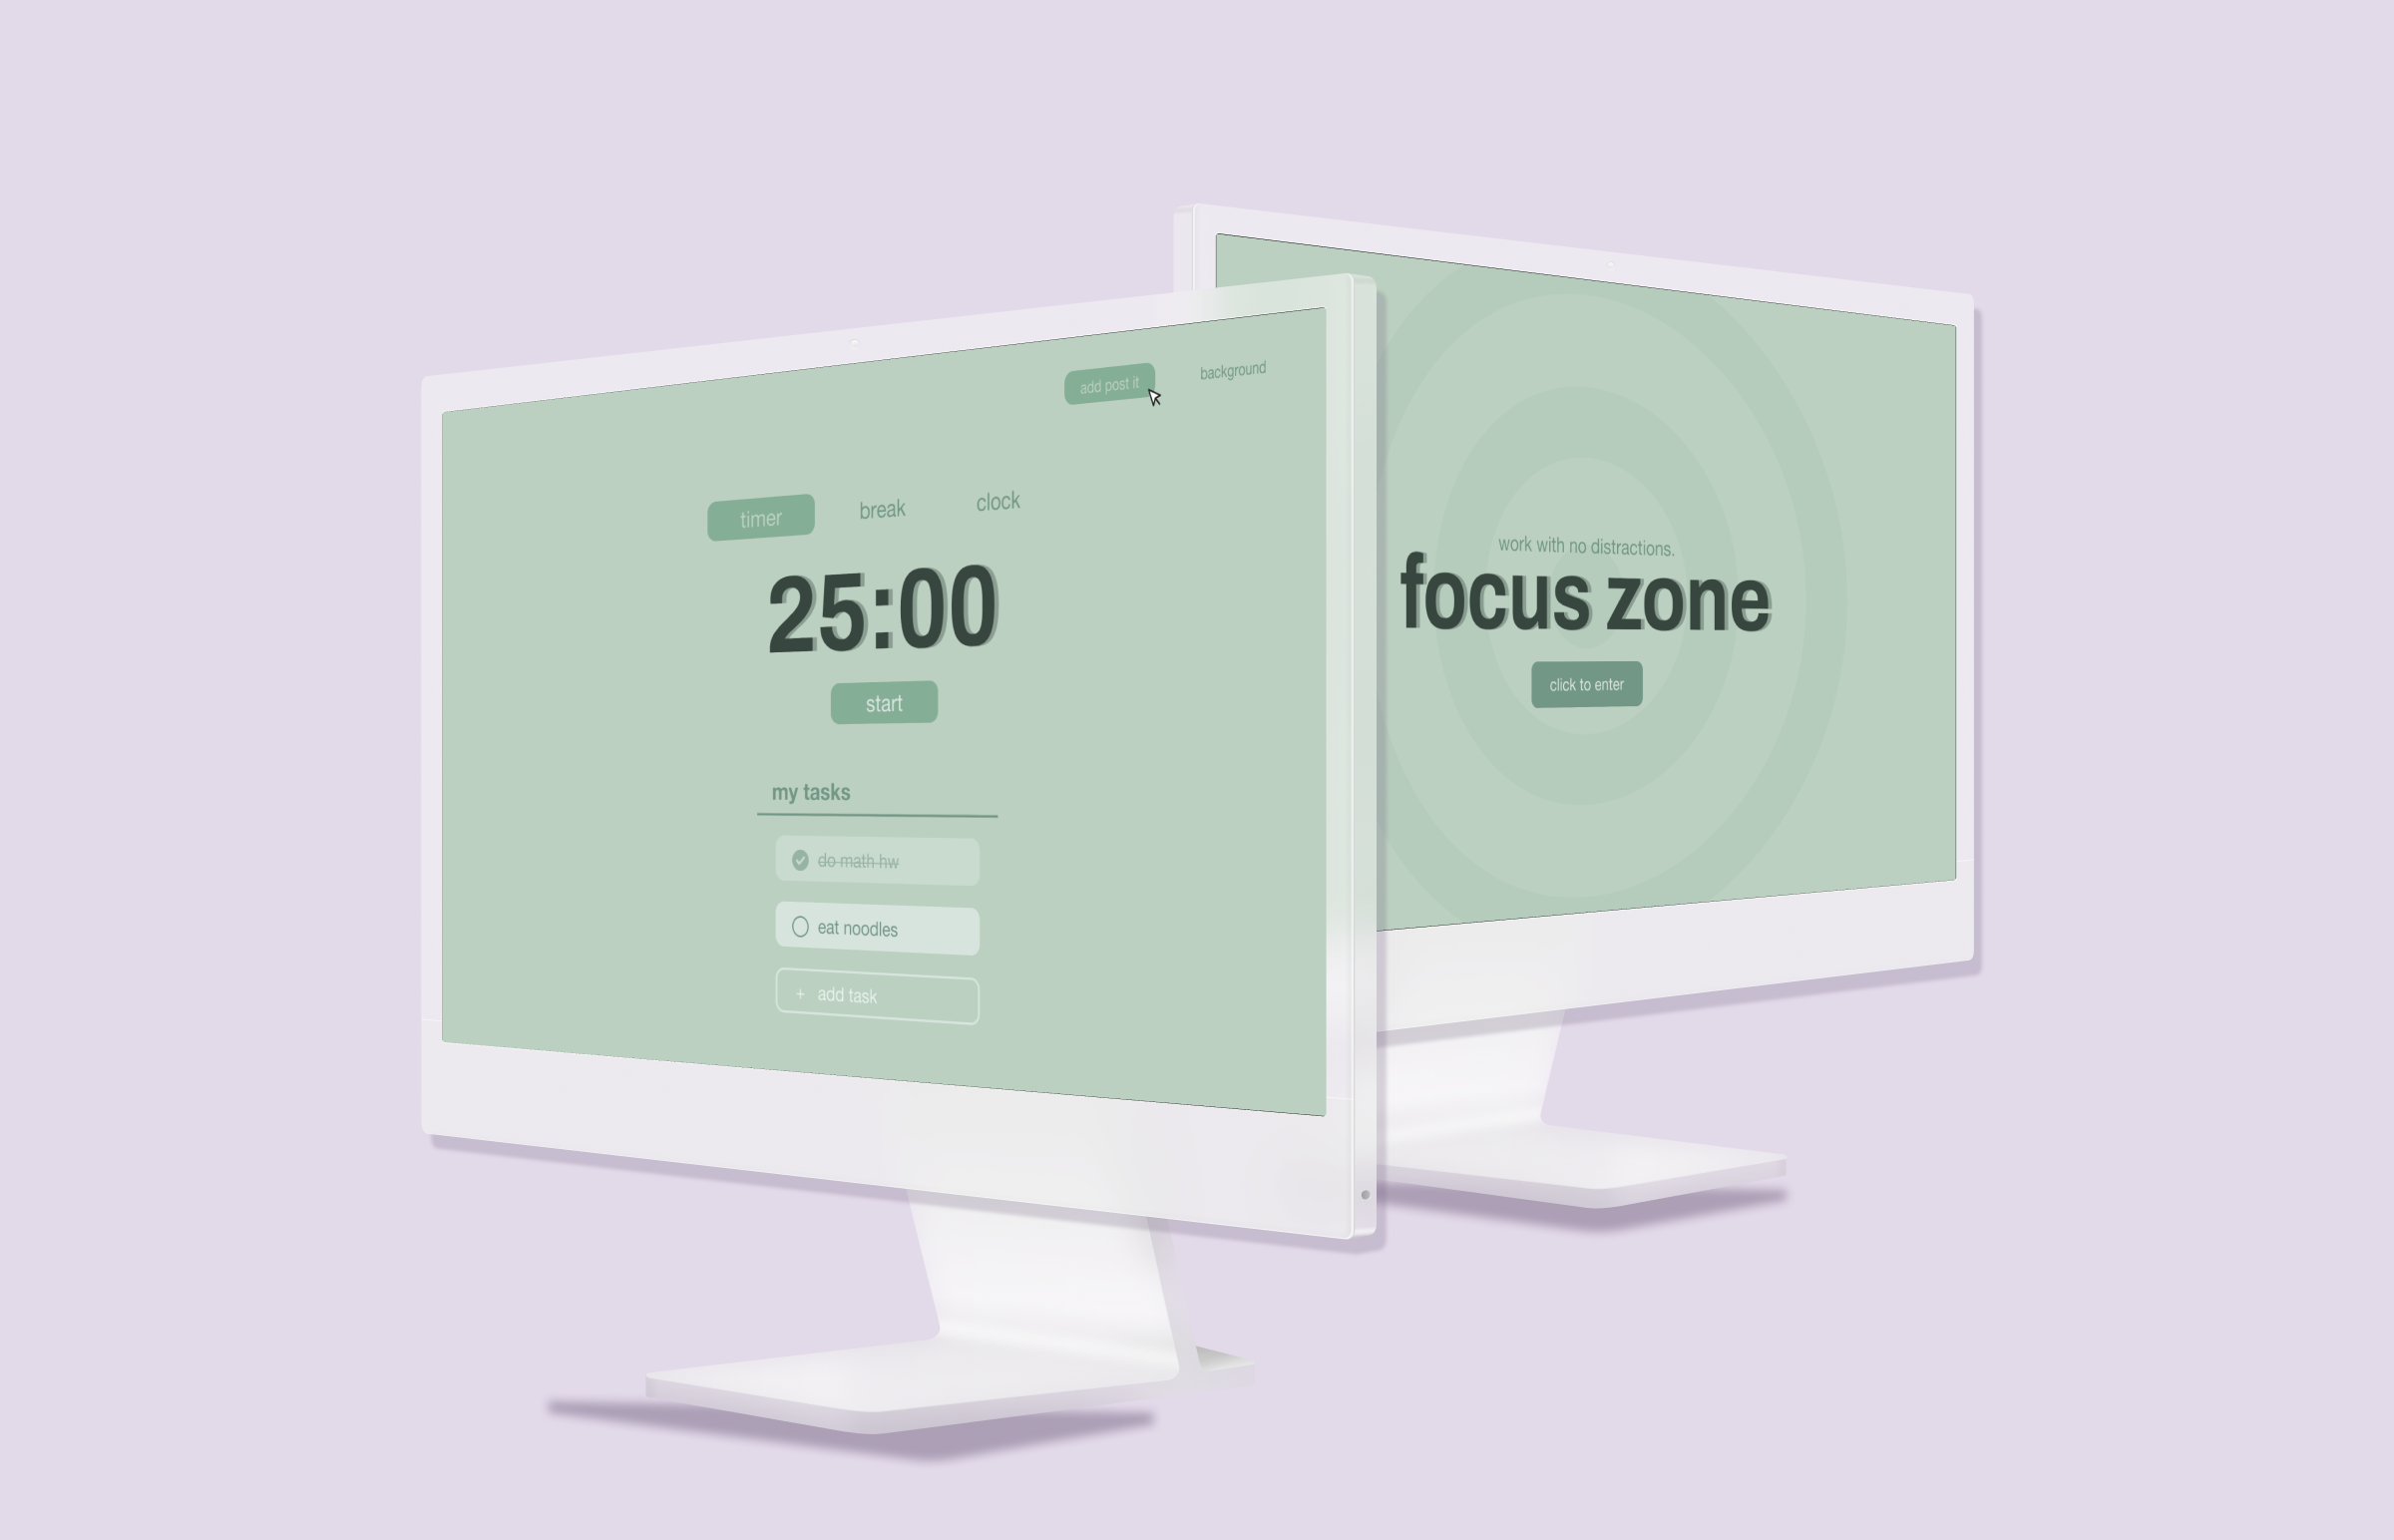 add post it
background
timer
break
clock
25:00
start
my tasks
do math hw
eat noodles
+ add task
work with no distractions.
focus zone
click to enter